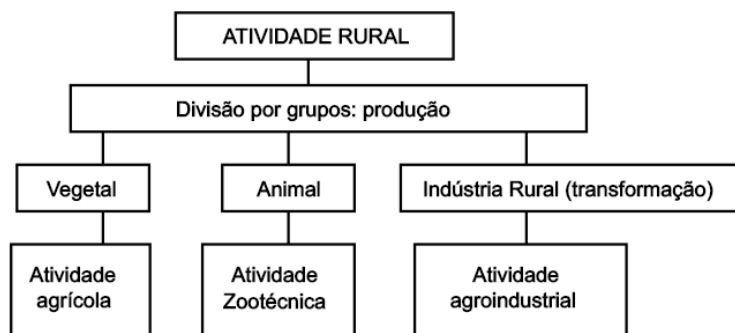 ATIVIDADE RURAL
Divisão por grupos: produção
Vegetal
Animal
Indústria Rural (transformação)
Atividade
agrícola
Atividade
Zootécnica
Atividade
agroindustrial